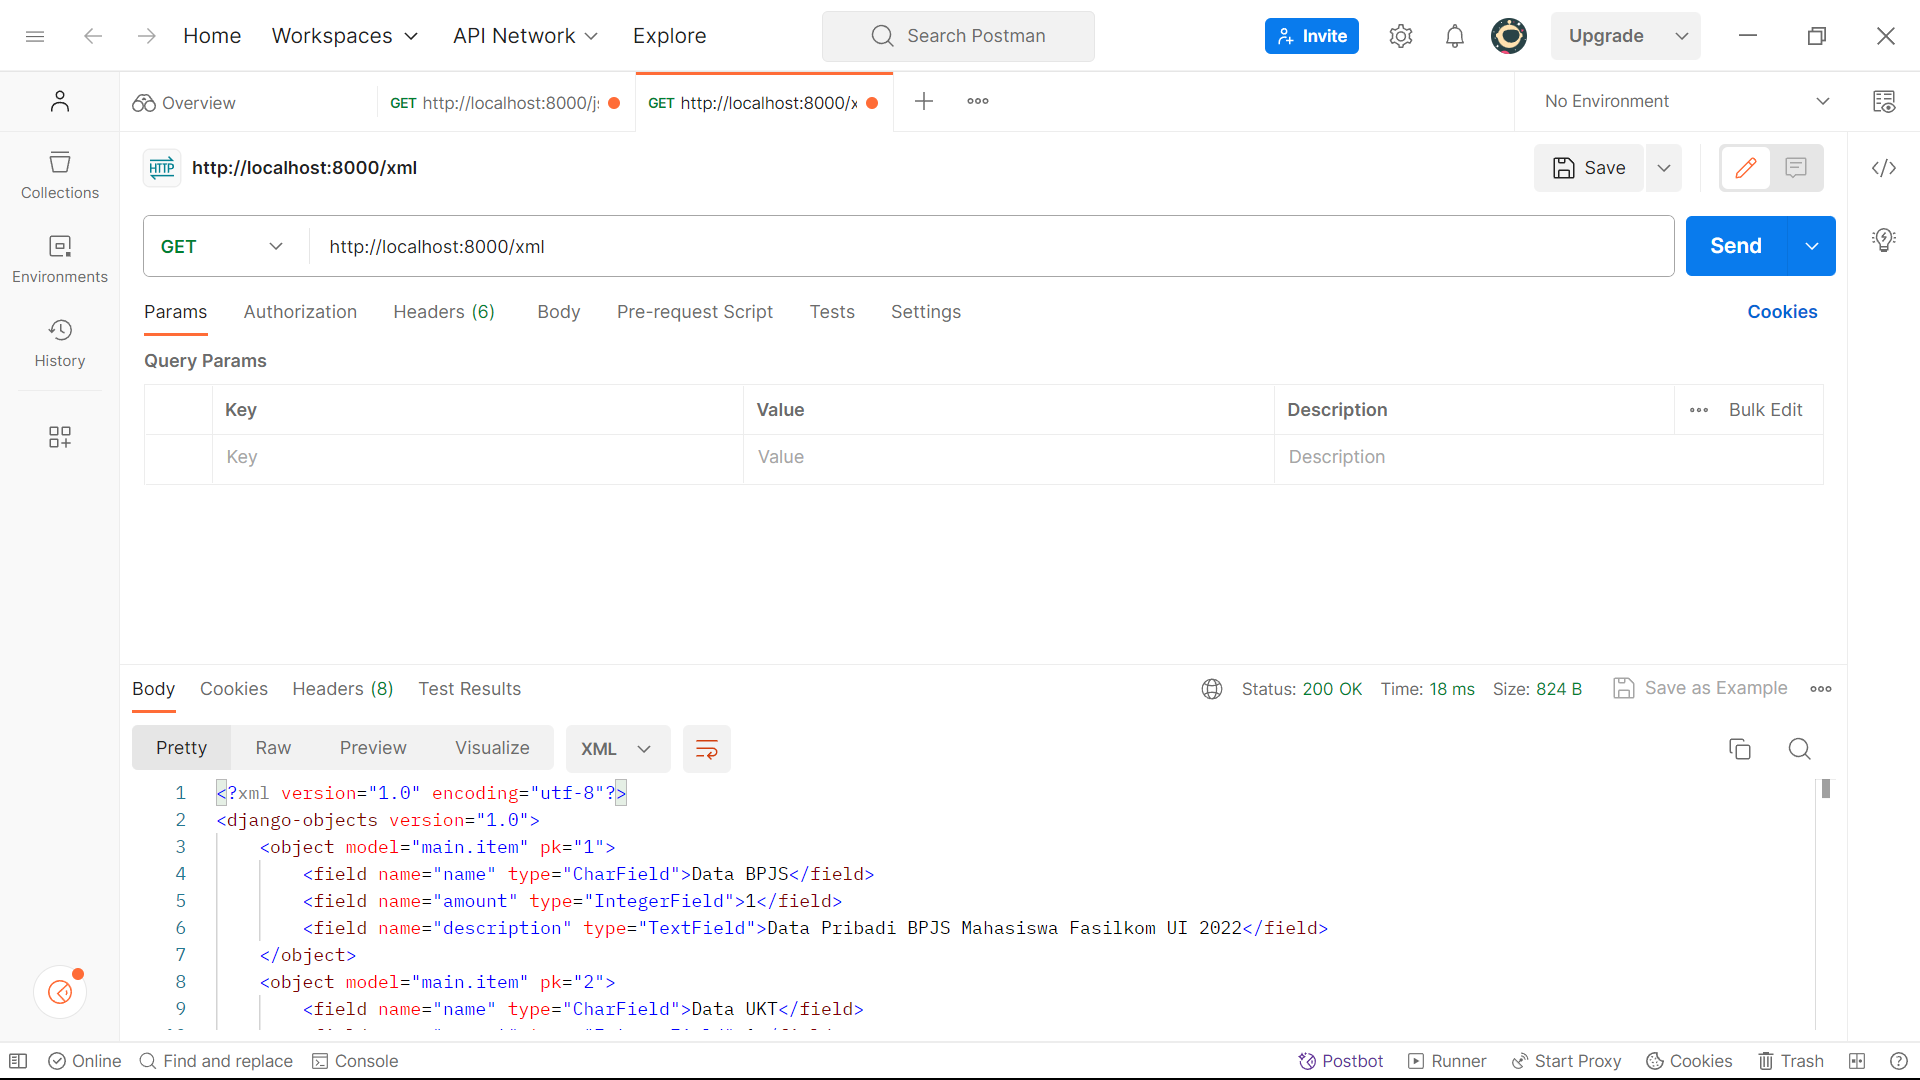 Home Workspaces API Network Explore Search Postman Invite Upgrade
Overview GET http://localhost:8000/j GET http://localhost:8000/x No Environment
HTTP http://localhost:8000/xml Save
GET http://localhost:8000/xml Send
Params Authorization Headers (6) Body Pre-request Script Tests Settings Cookies
Collections
Environments
History
Query Params
Key Value Description Bulk Edit
Key Value Description
Body Cookies Headers (8) Test Results Status: 200 OK Time: 18 ms Size: 824 B Save as Example
Pretty Raw Preview Visualize XML
1 <?xml version="1.0" encoding="utf-8"?>
2 <django-objects version="1.0">
3 <object model="main.item" pk="1">
4 <field name="name" type="CharField">Data BPJS</field>
5 <field name="amount" type="IntegerField">1</field>
6 <field name="description" type="TextField">Data Pribadi BPJS Mahasiswa Fasilkom UI 2022</field>
7 </object>
8 <object model="main.item" pk="2">
9 <field name="name" type="CharField">Data UKT</field>
Online Find and replace Console Postbot Runner Start Proxy Cookies Trash